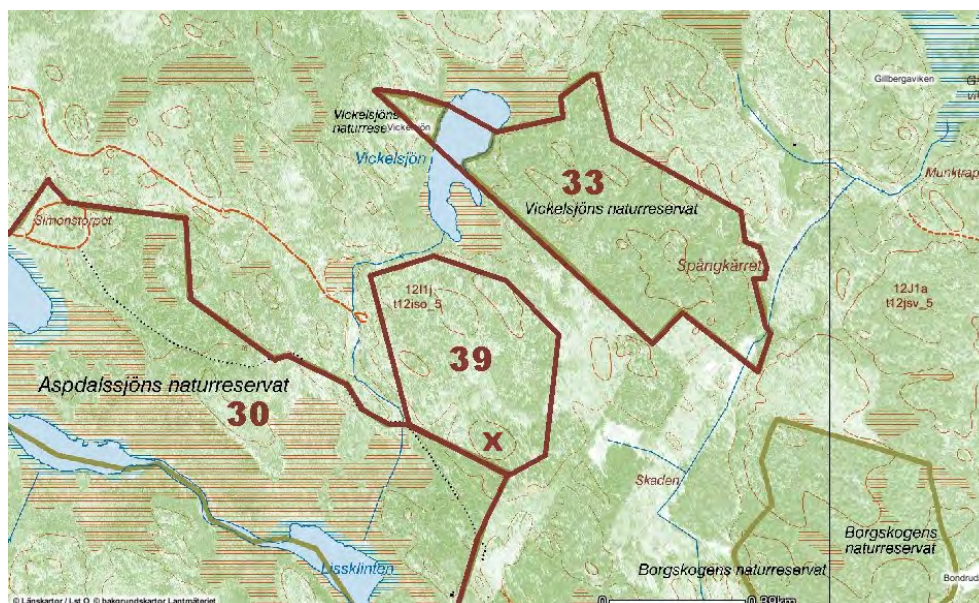 Gillbergaviken
Vickelsjöns
naturrese
Vickelsjön
Vickelsjön
33
Vickelsjöns naturreservat
Munktrap
Simonstorpet
Spångkärret
12I1j
t12iso_5
12J1a
t12jsv_5
39
Aspdalssjöns naturreservat
30
X
Skaden
Borgskogens
naturreservat
Lissklinten
Borgskogens naturreservat
Bondrud
© Länskartor / Lst O, © bakgrundskartor Lantmäteriet
0
0.39km